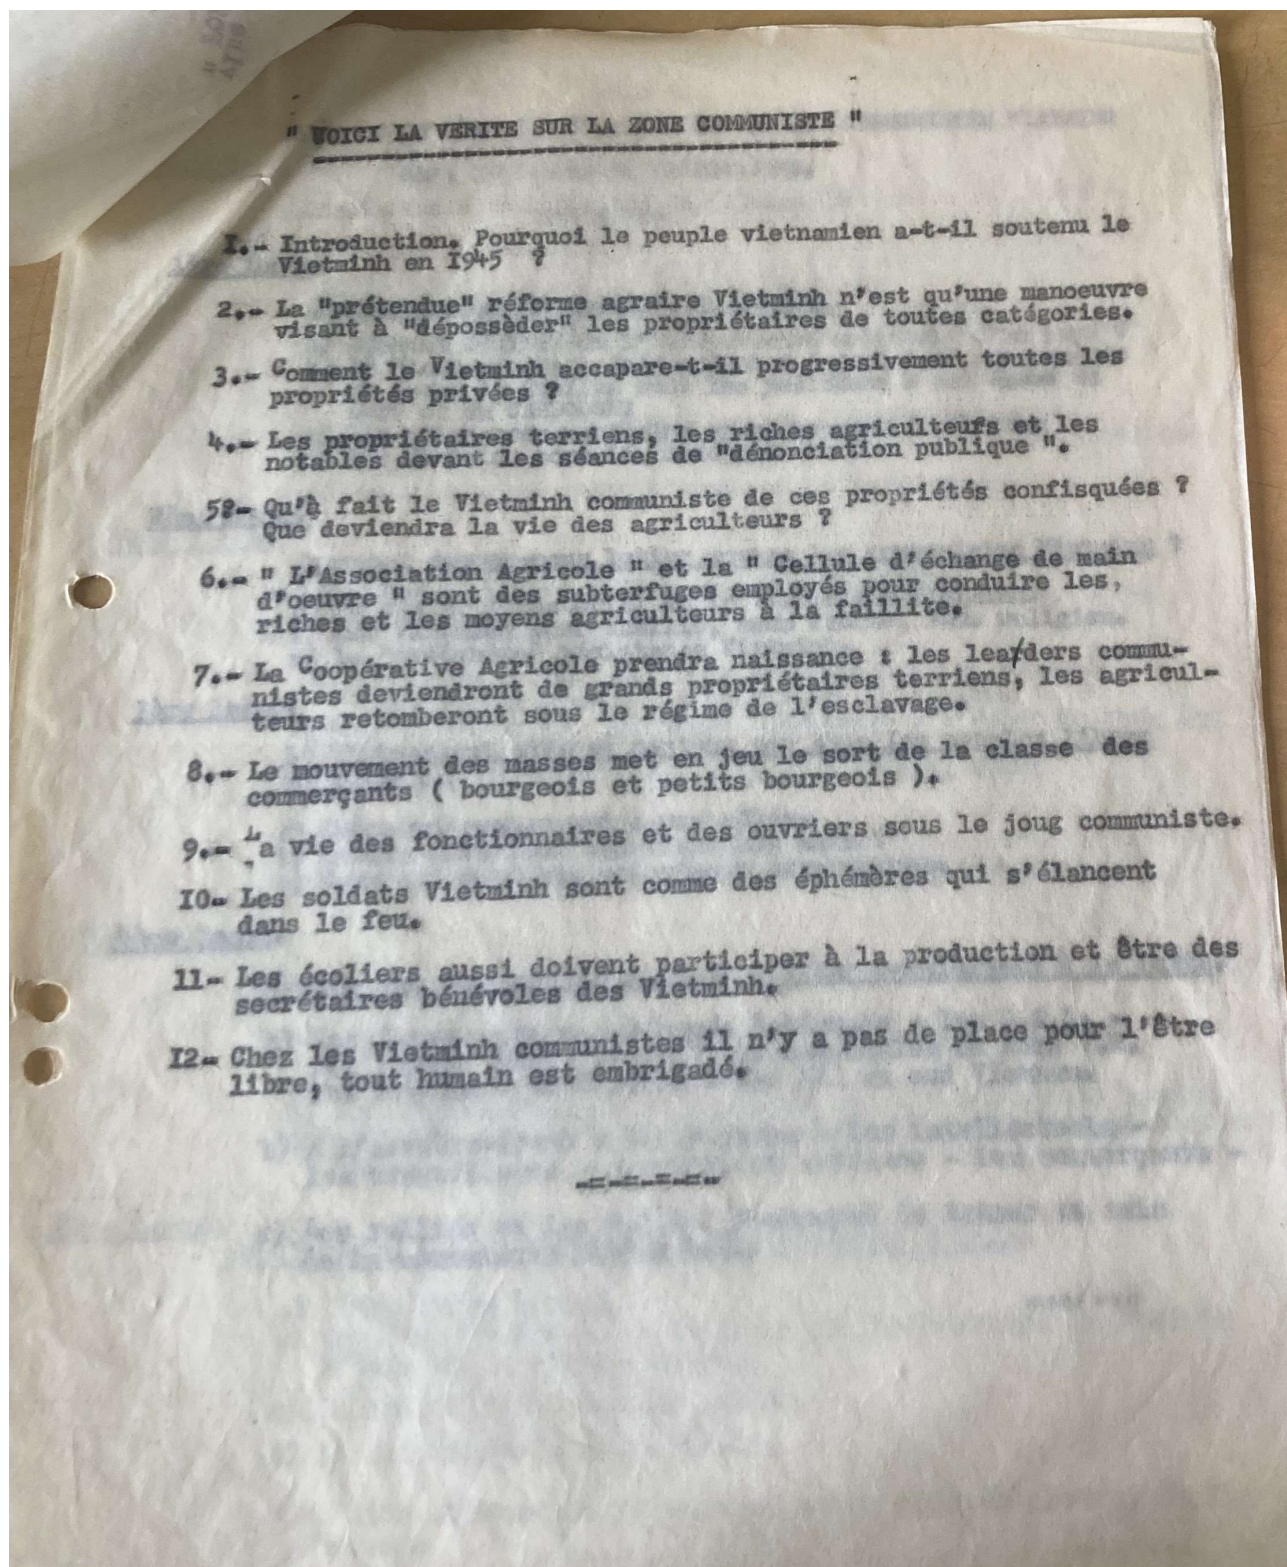 " VOICI LA VERITE SUR LA ZONE COMMUNISTE "
I.- Introduction. Pourquoi le peuple vietnamien a-t-il soutenu le
Vietminh en I945 ?
2.- La "prétendue" réforme agraire Vietminh n'est qu'une manoeuvre
visant à "dépossèder" les propriétaires de toutes catégories.
3.- Comment le Vietminh accapare-t-il progressivement toutes les
propriétés privées ?
4.- Les propriétaires terriens, les riches agriculteufs et les
notables devant les séances de "dénonciation publique ".
5?- Qu'à fait le Vietminh communiste de ces propriétés confisquées ?
Que deviendra la vie des agriculteurs ?
6.- " L'Association Agricole " et la " Cellule d'échange de main
d'oeuvre " sont des subterfuges employés pour conduire les,
riches et les moyens agriculteurs à la faillite.
7.- La Coopérative Agricole prendra naissance : les lea/ders commu-
nistes deviendront de grands propriétaires terriens, les agricul-
teurs retomberont sous le régime de l'esclavage.
8.- Le mouvement des masses met en jeu le sort de la classe des
commerçants ( bourgeois et petits bourgeois ).
9.- La vie des fonctionnaires et des ouvriers sous le joug communiste.
IO- Les soldats Vietminh sont comme des éphémères qui s'élancent
dans le feu.
11- Les écoliers aussi doivent participer à la production et être des
secrétaires bénévoles des Vietminh.
I2- Chez les Vietminh communistes il n'y a pas de place pour l'être
libre, tout humain est embrigadé.
-=-=-=-=-